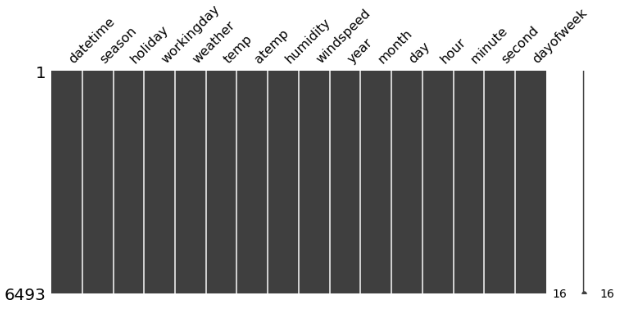 datetime season holiday workingday weather temp atemp humidity windspeed year month day hour minute second dayofweek
1
6493 16 16